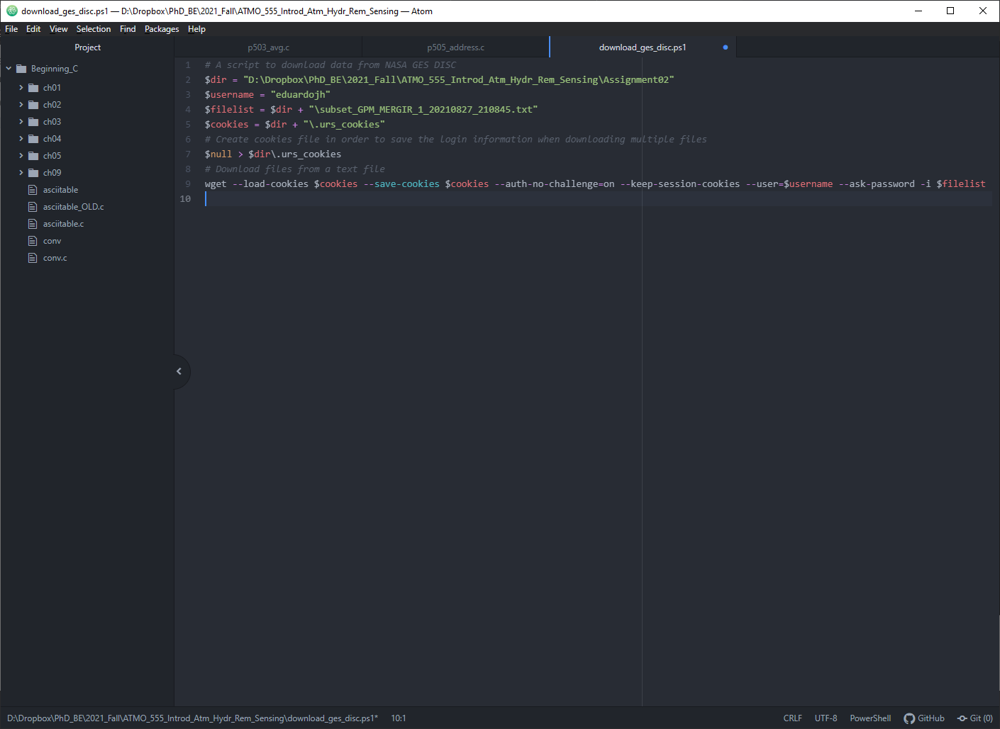 download_ges_disc.ps1 — D:\Dropbox\PhD_BE\2021_Fall\ATMO_555_Introd_Atm_Hydr_Rem_Sensing — Atom
File Edit View Selection Find Packages Help
Project
p503_avg.c
p505_address.c
download_ges_disc.ps1
Beginning_C
ch01
ch02
ch03
ch04
ch05
ch09
asciitable
asciitable_OLD.c
asciitable.c
conv
conv.c
1 # A script to download data from NASA GES DISC
2 $dir = "D:\Dropbox\PhD_BE\2021_Fall\ATMO_555_Introd_Atm_Hydr_Rem_Sensing\Assignment02"
3 $username = "eduardojh"
4 $filelist = $dir + "\subset_GPM_MERGIR_1_20210827_210845.txt"
5 $cookies = $dir + "\.urs_cookies"
6 # Create cookies file in order to save the login information when downloading multiple files
7 $null > $dir\.urs_cookies
8 # Download files from a text file
9 wget --load-cookies $cookies --save-cookies $cookies --auth-no-challenge=on --keep-session-cookies --user=$username --ask-password -i $filelist
10
D:\Dropbox\PhD_BE\2021_Fall\ATMO_555_Introd_Atm_Hydr_Rem_Sensing\download_ges_disc.ps1* 10:1 CRLF UTF-8 PowerShell GitHub Git (0)